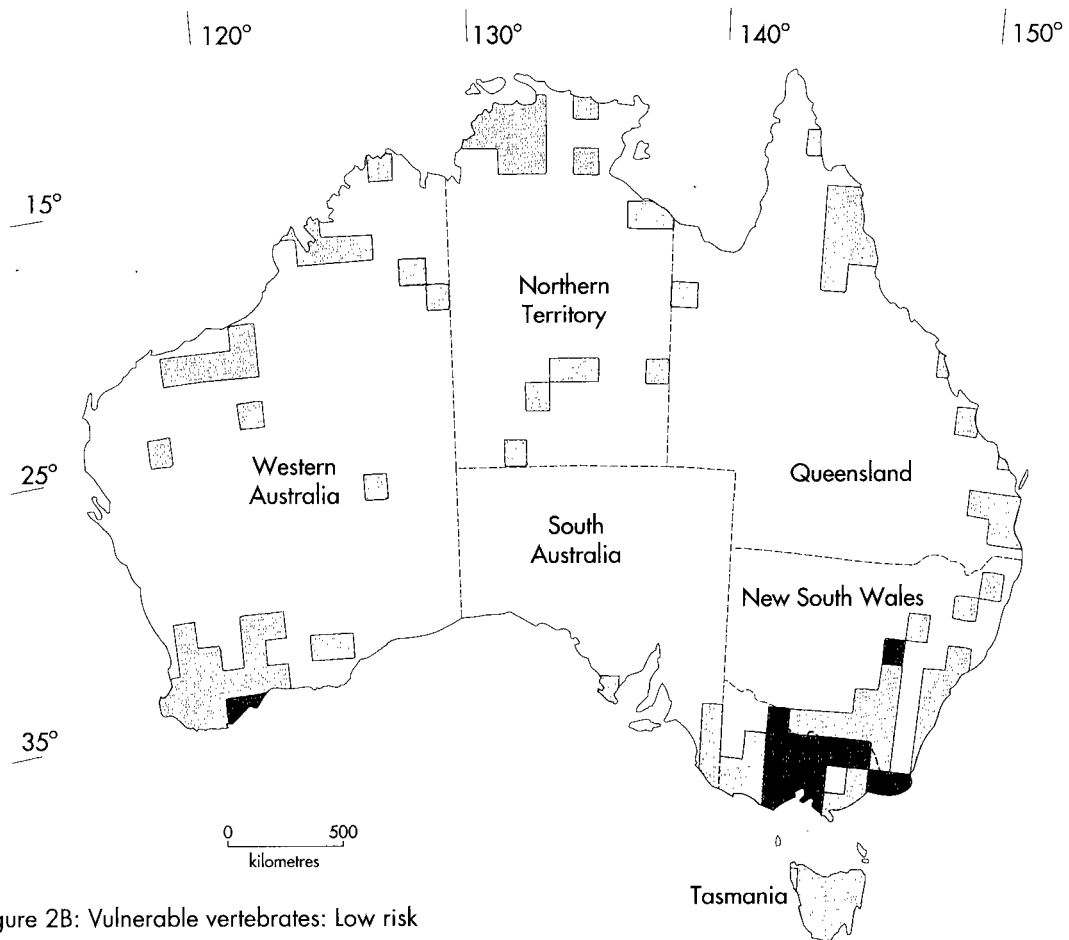 120°
130°
140°
150°
15°
25°
35°
Northern
Territory
Western
Australia
Queensland
South
Australia
New South Wales
0 500
kilometres
Tasmania
gure 2B: Vulnerable vertebrates: Low risk